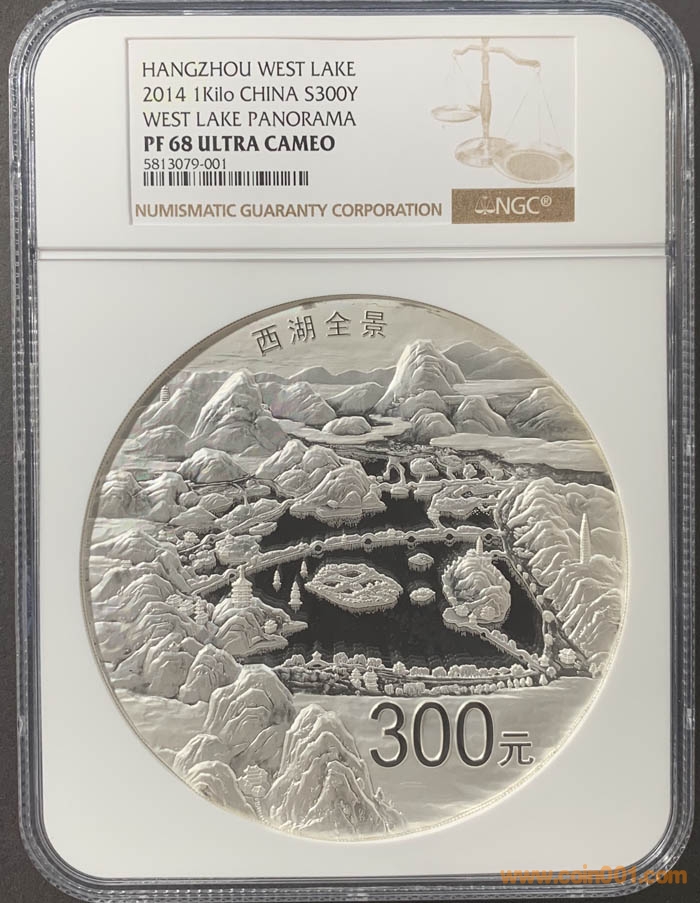 HANGZHOU WEST LAKE
2014 1Kilo CHINA S300Y
WEST LAKE PANORAMA
PF 68 ULTRA CAMEO
5813079-001
NUMISMATIC GUARANTY CORPORATION
NGC®
西湖全景
300元
www.coin001.com